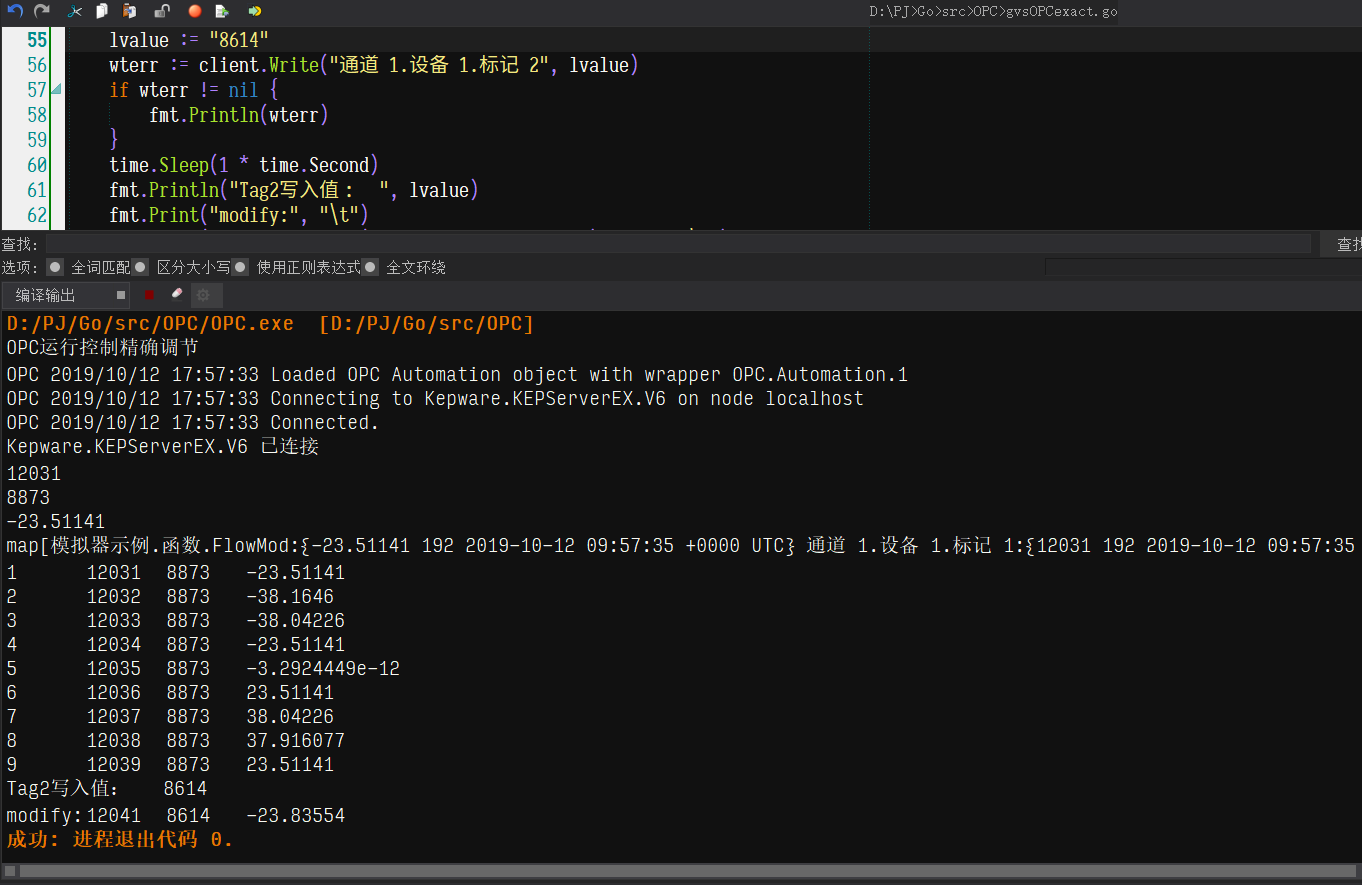 D:\PJ>Go>src>OPC>gvsOPCexact.go
55 lvalue := "8614"
56 wterr := client.Write("通道 1.设备 1.标记 2", lvalue)
57 if wterr != nil {
58 fmt.Println(wterr)
59 }
60 time.Sleep(1 * time.Second)
61 fmt.Println("Tag2写入值:  ", lvalue)
62 fmt.Print("modify:", "\t")
查找: 查找
选项: 全词匹配 区分大小写 使用正则表达式 全文环绕
编译输出
D:/PJ/Go/src/OPC/OPC.exe  [D:/PJ/Go/src/OPC]
OPC运行控制精确调节
OPC 2019/10/12 17:57:33 Loaded OPC Automation object with wrapper OPC.Automation.1
OPC 2019/10/12 17:57:33 Connecting to Kepware.KEPServerEX.V6 on node localhost
OPC 2019/10/12 17:57:33 Connected.
Kepware.KEPServerEX.V6 已连接
12031
8873
-23.51141
map[模拟器示例.函数.FlowMod:{-23.51141 192 2019-10-12 09:57:35 +0000 UTC} 通道 1.设备 1.标记 1:{12031 192 2019-10-12 09:57:35
1 12031 8873 -23.51141
2 12032 8873 -38.1646
3 12033 8873 -38.04226
4 12034 8873 -23.51141
5 12035 8873 -3.2924449e-12
6 12036 8873 23.51141
7 12037 8873 38.04226
8 12038 8873 37.916077
9 12039 8873 23.51141
Tag2写入值:   8614
modify: 12041 8614 -23.83554
成功: 进程退出代码 0.